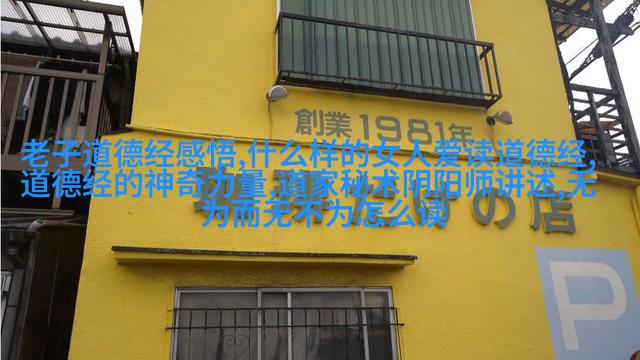 創業1981年
老子道德经感悟,什么样的女人爱读道德经,
道德经的神奇力量,道家秘术阴阳师讲述,无
为而无不为怎么读
の店
P